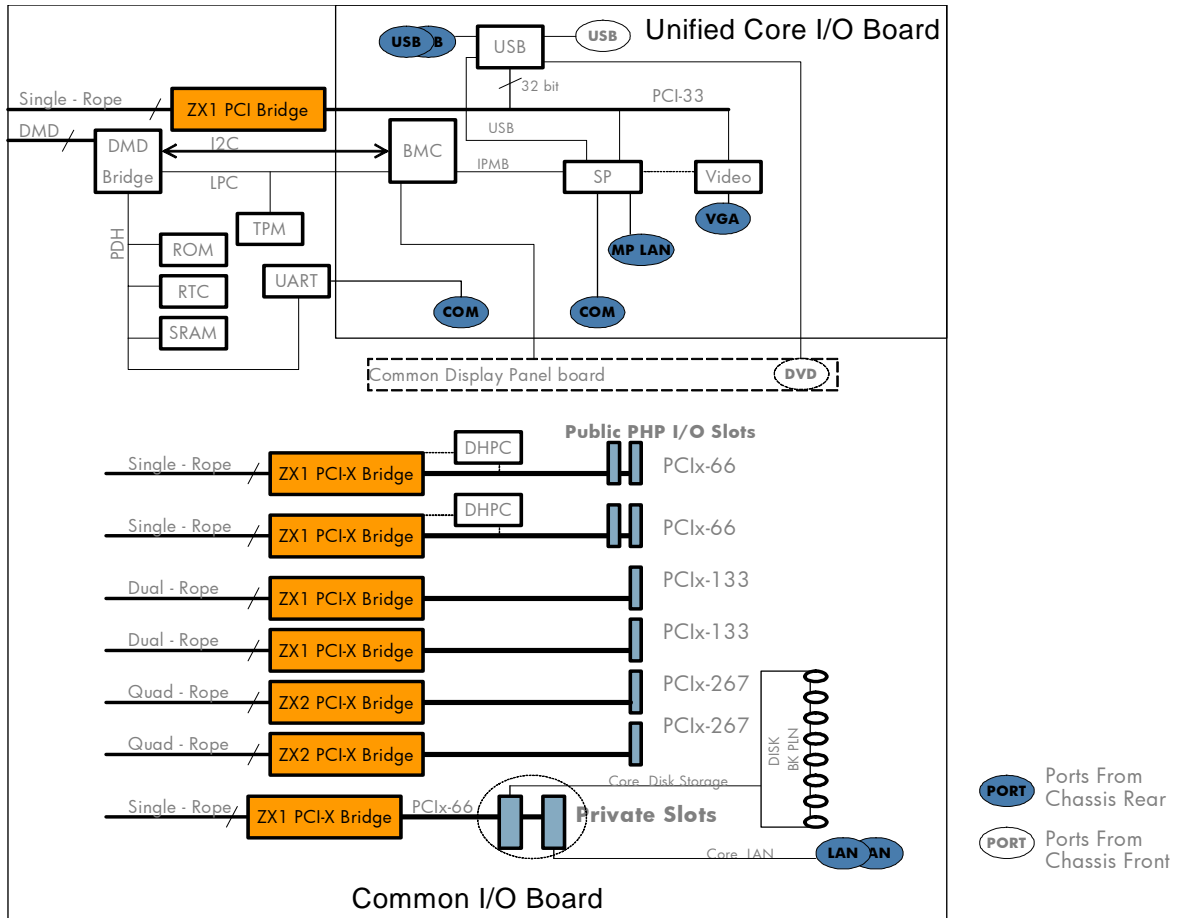 Unified Core I/O Board
USB
B
USB
USB
32 bit
Single - Rope
ZX1 PCI Bridge
PCI-33
DMD
USB
DMD
Bridge
I2C
BMC
IPMB
SP
Video
LPC
VGA
TPM
PDH
ROM
MP LAN
UART
RTC
COM
COM
SRAM
Common Display Panel board
DVD
Public PHP I/O Slots
DHPC
Single - Rope
ZX1 PCI-X Bridge
PCIx-66
DHPC
Single - Rope
ZX1 PCI-X Bridge
PCIx-66
Dual - Rope
ZX1 PCI-X Bridge
PCIx-133
Dual - Rope
ZX1 PCI-X Bridge
PCIx-133
Quad - Rope
ZX2 PCI-X Bridge
PCIx-267
Quad - Rope
ZX2 PCI-X Bridge
PCIx-267
DISK
BK PLN
Core Disk Storage
Single - Rope
ZX1 PCI-X Bridge
PCIx-66
Private Slots
Core LAN
LAN
AN
PORT
Ports From
Chassis Rear
PORT
Ports From
Chassis Front
Common I/O Board